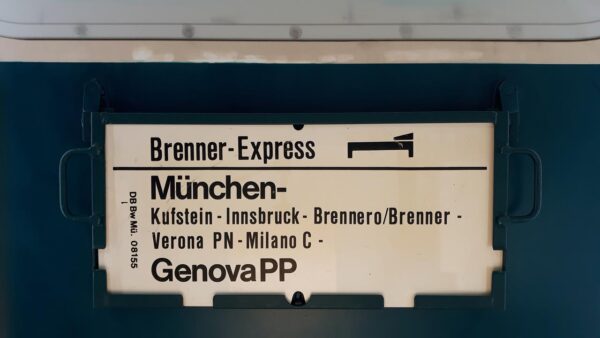 Brenner-Express
München-
Kufstein - Innsbruck - Brennero/Brenner -
Verona PN - Milano C -
Genova PP
DB Bw Mü. 08155
I